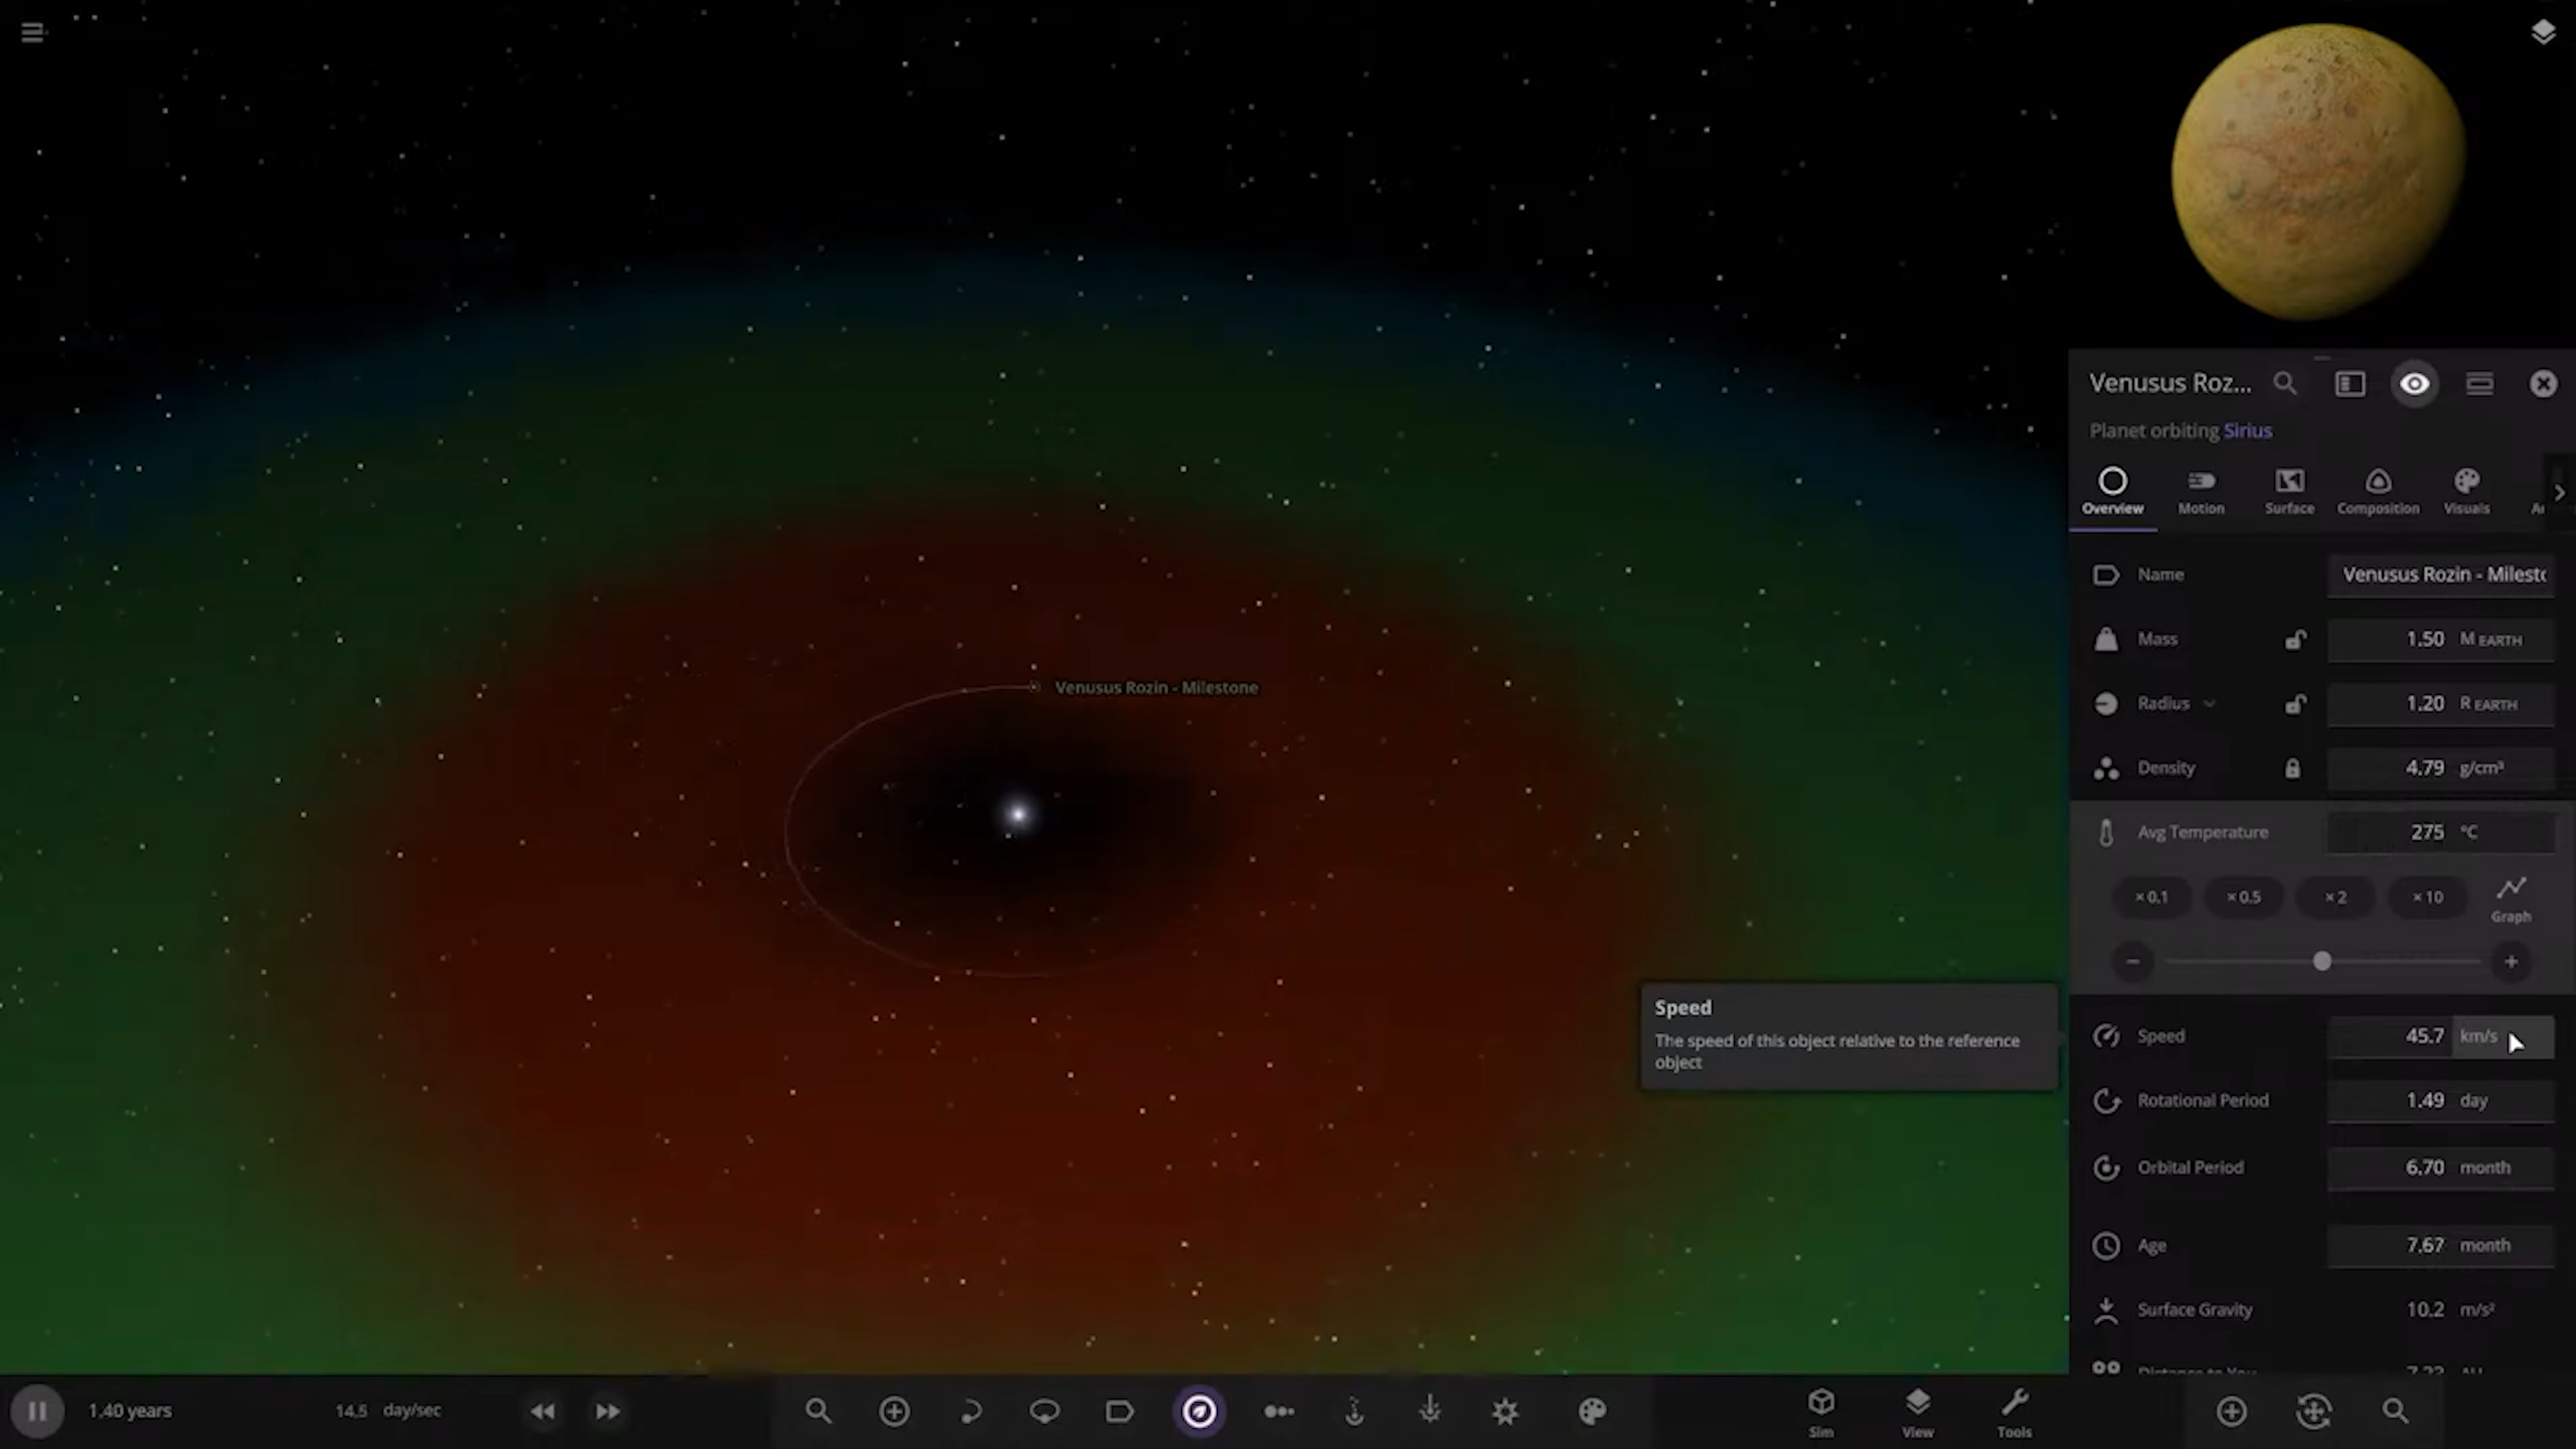 Venusus Roz...
Planet orbiting Sirius
Overview
Motion
Surface
Composition
Visuals
Name
Venusus Rozin - Milest
Mass
1.50 M EARTH
Radius
1.20 R EARTH
Density
4.79 g/cm³
Avg Temperature
275 °C
× 0.1
× 0.5
× 2
× 10
Graph
Speed
45.7 km/s
Rotational Period
1.49 day
Orbital Period
6.70 month
Age
7.67 month
Surface Gravity
10.2 m/s²
Venusus Rozin - Milestone
Speed
The speed of this object relative to the reference
object
1.40 years
14.5 day/sec
Sim
View
Tools